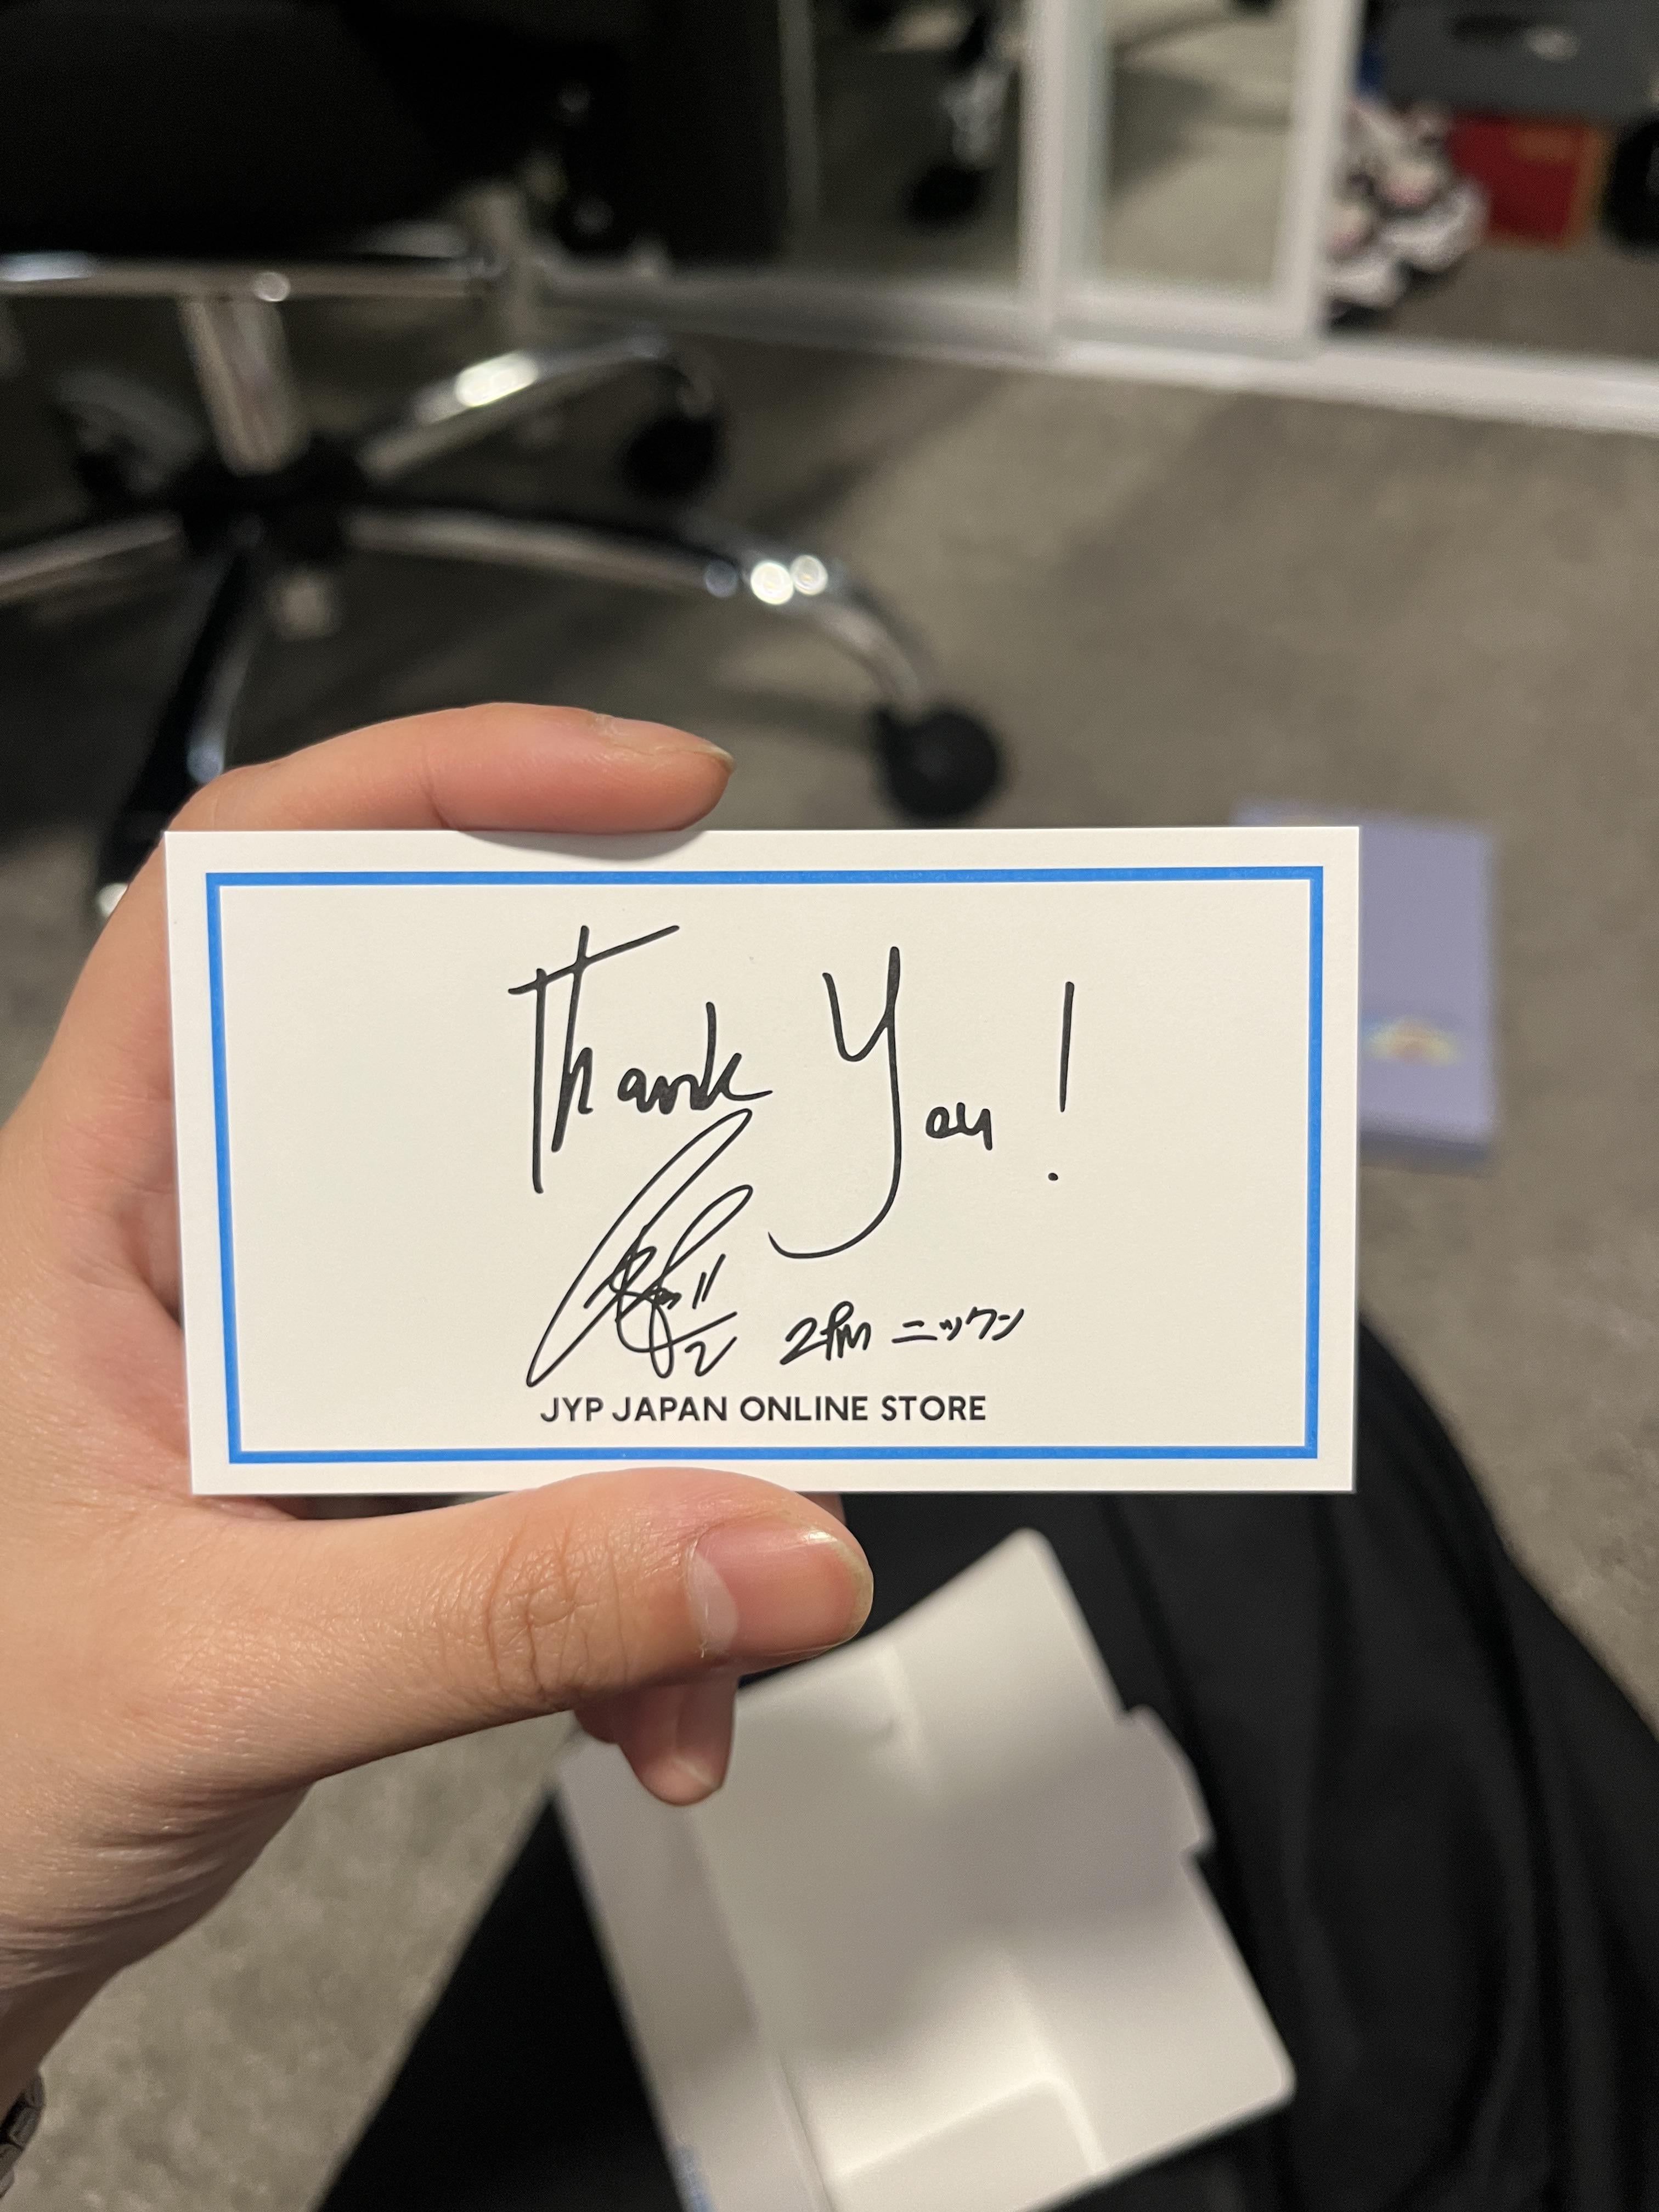 Thank You!
2PM ニックン
JYP JAPAN ONLINE STORE